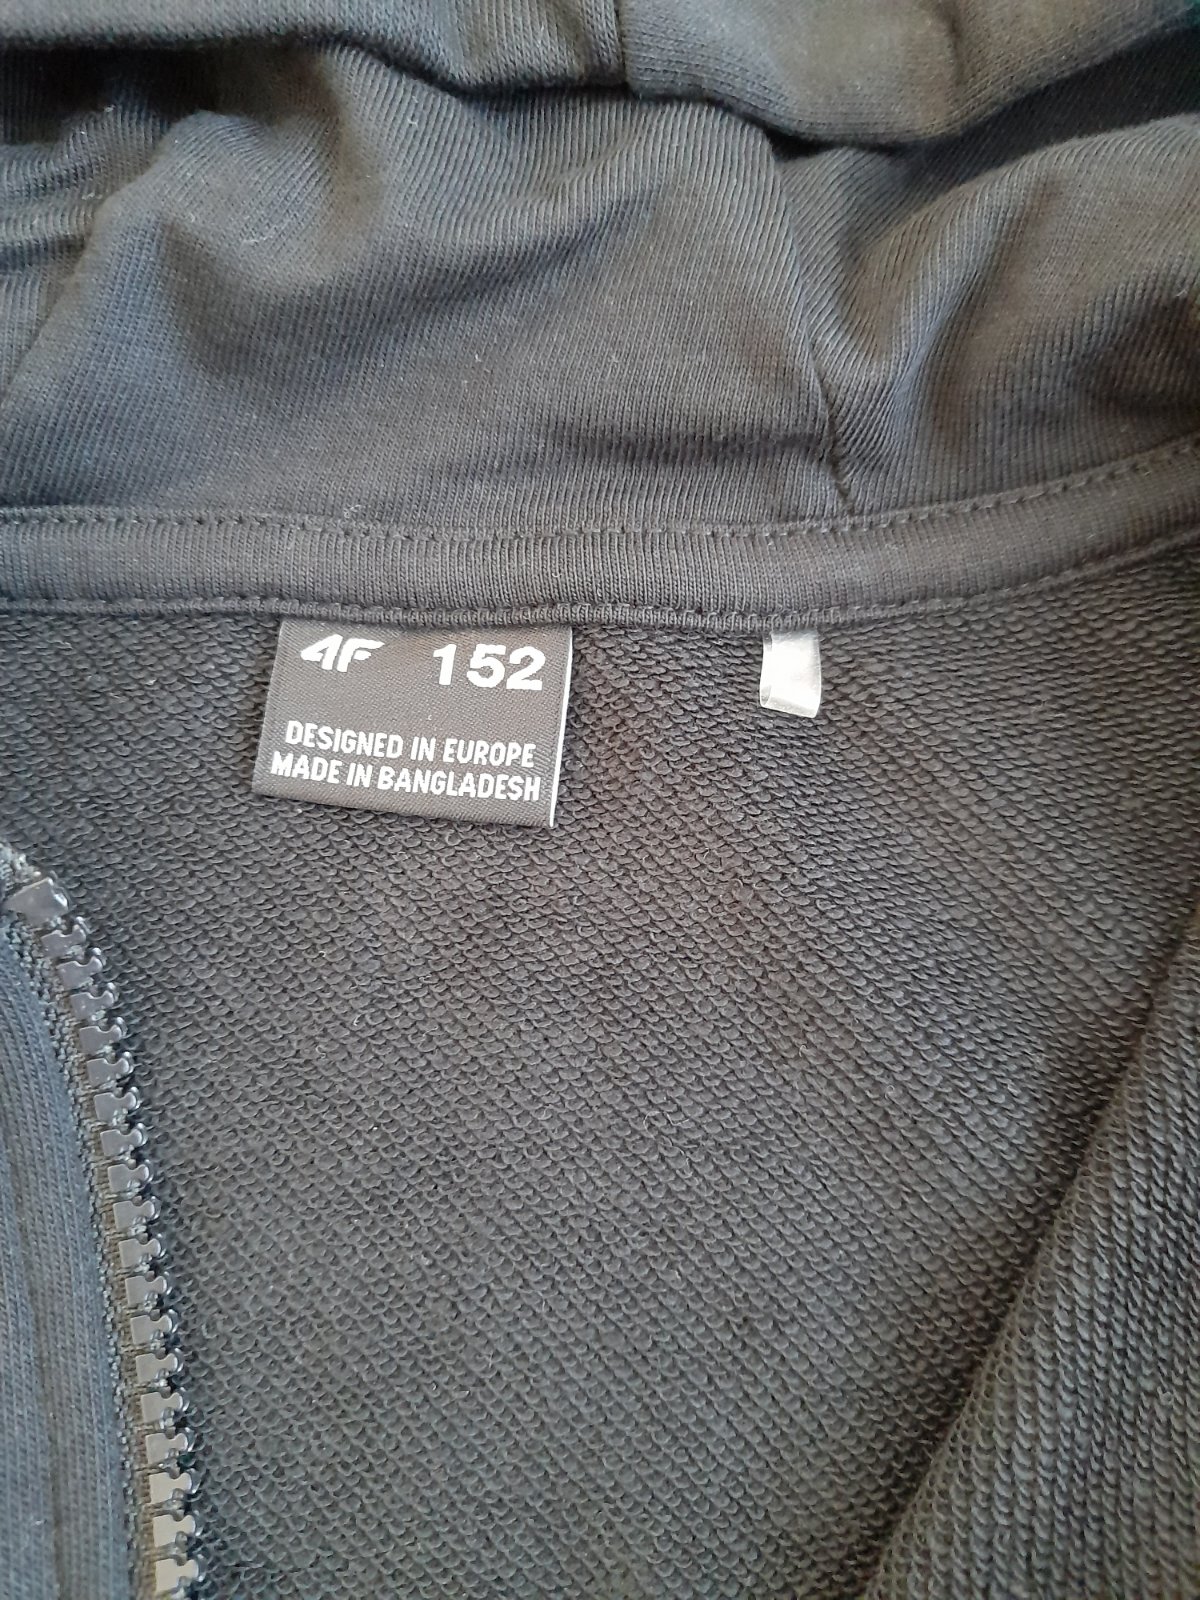 4F 152
DESIGNED IN EUROPE
MADE IN BANGLADESH